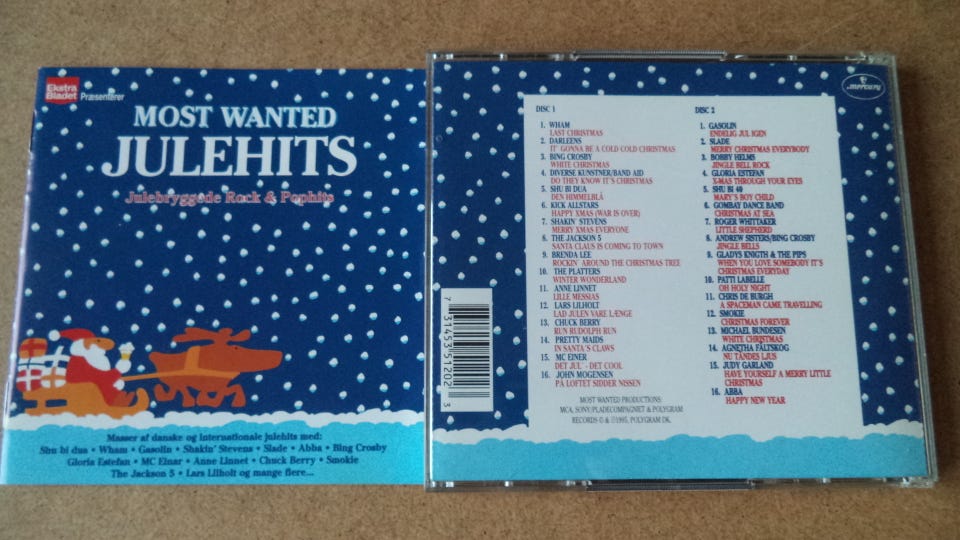 Ekstra
Bladet
Præsenterer
MOST WANTED
JULEHITS
Julebryggede Rock & Pophits
Masser af danske og internationale julehits med:
Shu bi dua • Wham • Gasolin • Shakin' Stevens • Slade • Abba • Bing Crosby
Gloria Estefan • MC Einar • Anne Linnet • Chuck Berry • Smokie
The Jackson 5 • Lars Lilholt og mange flere...
mercury
DISC 1
1. WHAM
LAST CHRISTMAS
2. DARLEENS
IT' GONNA BE A COLD COLD CHRISTMAS
3. BING CROSBY
WHITE CHRISTMAS
4. DIVERSE KUNSTNER/BAND AID
DO THEY KNOW IT'S CHRISTMAS
5. SHU BI DUA
DEN HIMMELBLÅ
6. KICK ALLSTARS
HAPPY XMAS (WAR IS OVER)
7. SHAKIN' STEVENS
MERRY XMAS EVERYONE
8. THE JACKSON 5
SANTA CLAUS IS COMING TO TOWN
9. BRENDA LEE
ROCKIN' AROUND THE CHRISTMAS TREE
10. THE PLATTERS
WINTER WONDERLAND
11. ANNE LINNET
LILLE MESSIAS
12. LARS LILHOLT
LAD JULEN VARE LÆNGE
13. CHUCK BERRY
RUN RUDOLPH RUN
14. PRETTY MAIDS
IN SANTA'S CLAWS
15. MC EINER
DET JUL' - DET COOL
16. JOHN MOGENSEN
PÅ LOFTET SIDDER NISSEN
DISC 2
1. GASOLIN
ENDELIG JUL IGEN
2. SLADE
MERRY CHRISTMAS EVERYBODY
3. BOBBY HELMS
JINGLE BELL ROCK
4. GLORIA ESTEFAN
X-MAS THROUGH YOUR EYES
5. SHU BI 40
MARY'S BOY CHILD
6. GOMBAY DANCE BAND
CHRISTMAS AT SEA
7. ROGER WHITTAKER
LITTLE SHEPHERD
8. ANDREW SISTERS/BING CROSBY
JINGLE BELLS
9. GLADYS KNIGTH & THE PIPS
WHEN YOU LOVE SOMEBODY IT'S
CHRISTMAS EVERYDAY
10. PATTI LABELLE
OH HOLY NIGHT
11. CHRIS DE BURGH
A SPACEMAN CAME TRAVELLING
12. SMOKIE
CHRISTMAS FOREVER
13. MICHAEL BUNDESEN
WHITE CHRISTMAS
14. AGNETHA FÄLTSKOG
NU TÄNDES LJUS
15. JUDY GARLAND
HAVE YOURSELF A MERRY LITTLE
CHRISTMAS
16. ABBA
HAPPY NEW YEAR
MOST WANTED PRODUCTIONS:
MCA, SONY/PLADECOMPAGNIET & POLYGRAM
RECORDS © & ℗1995, POLYGRAM DK.
7 31453 51202 3